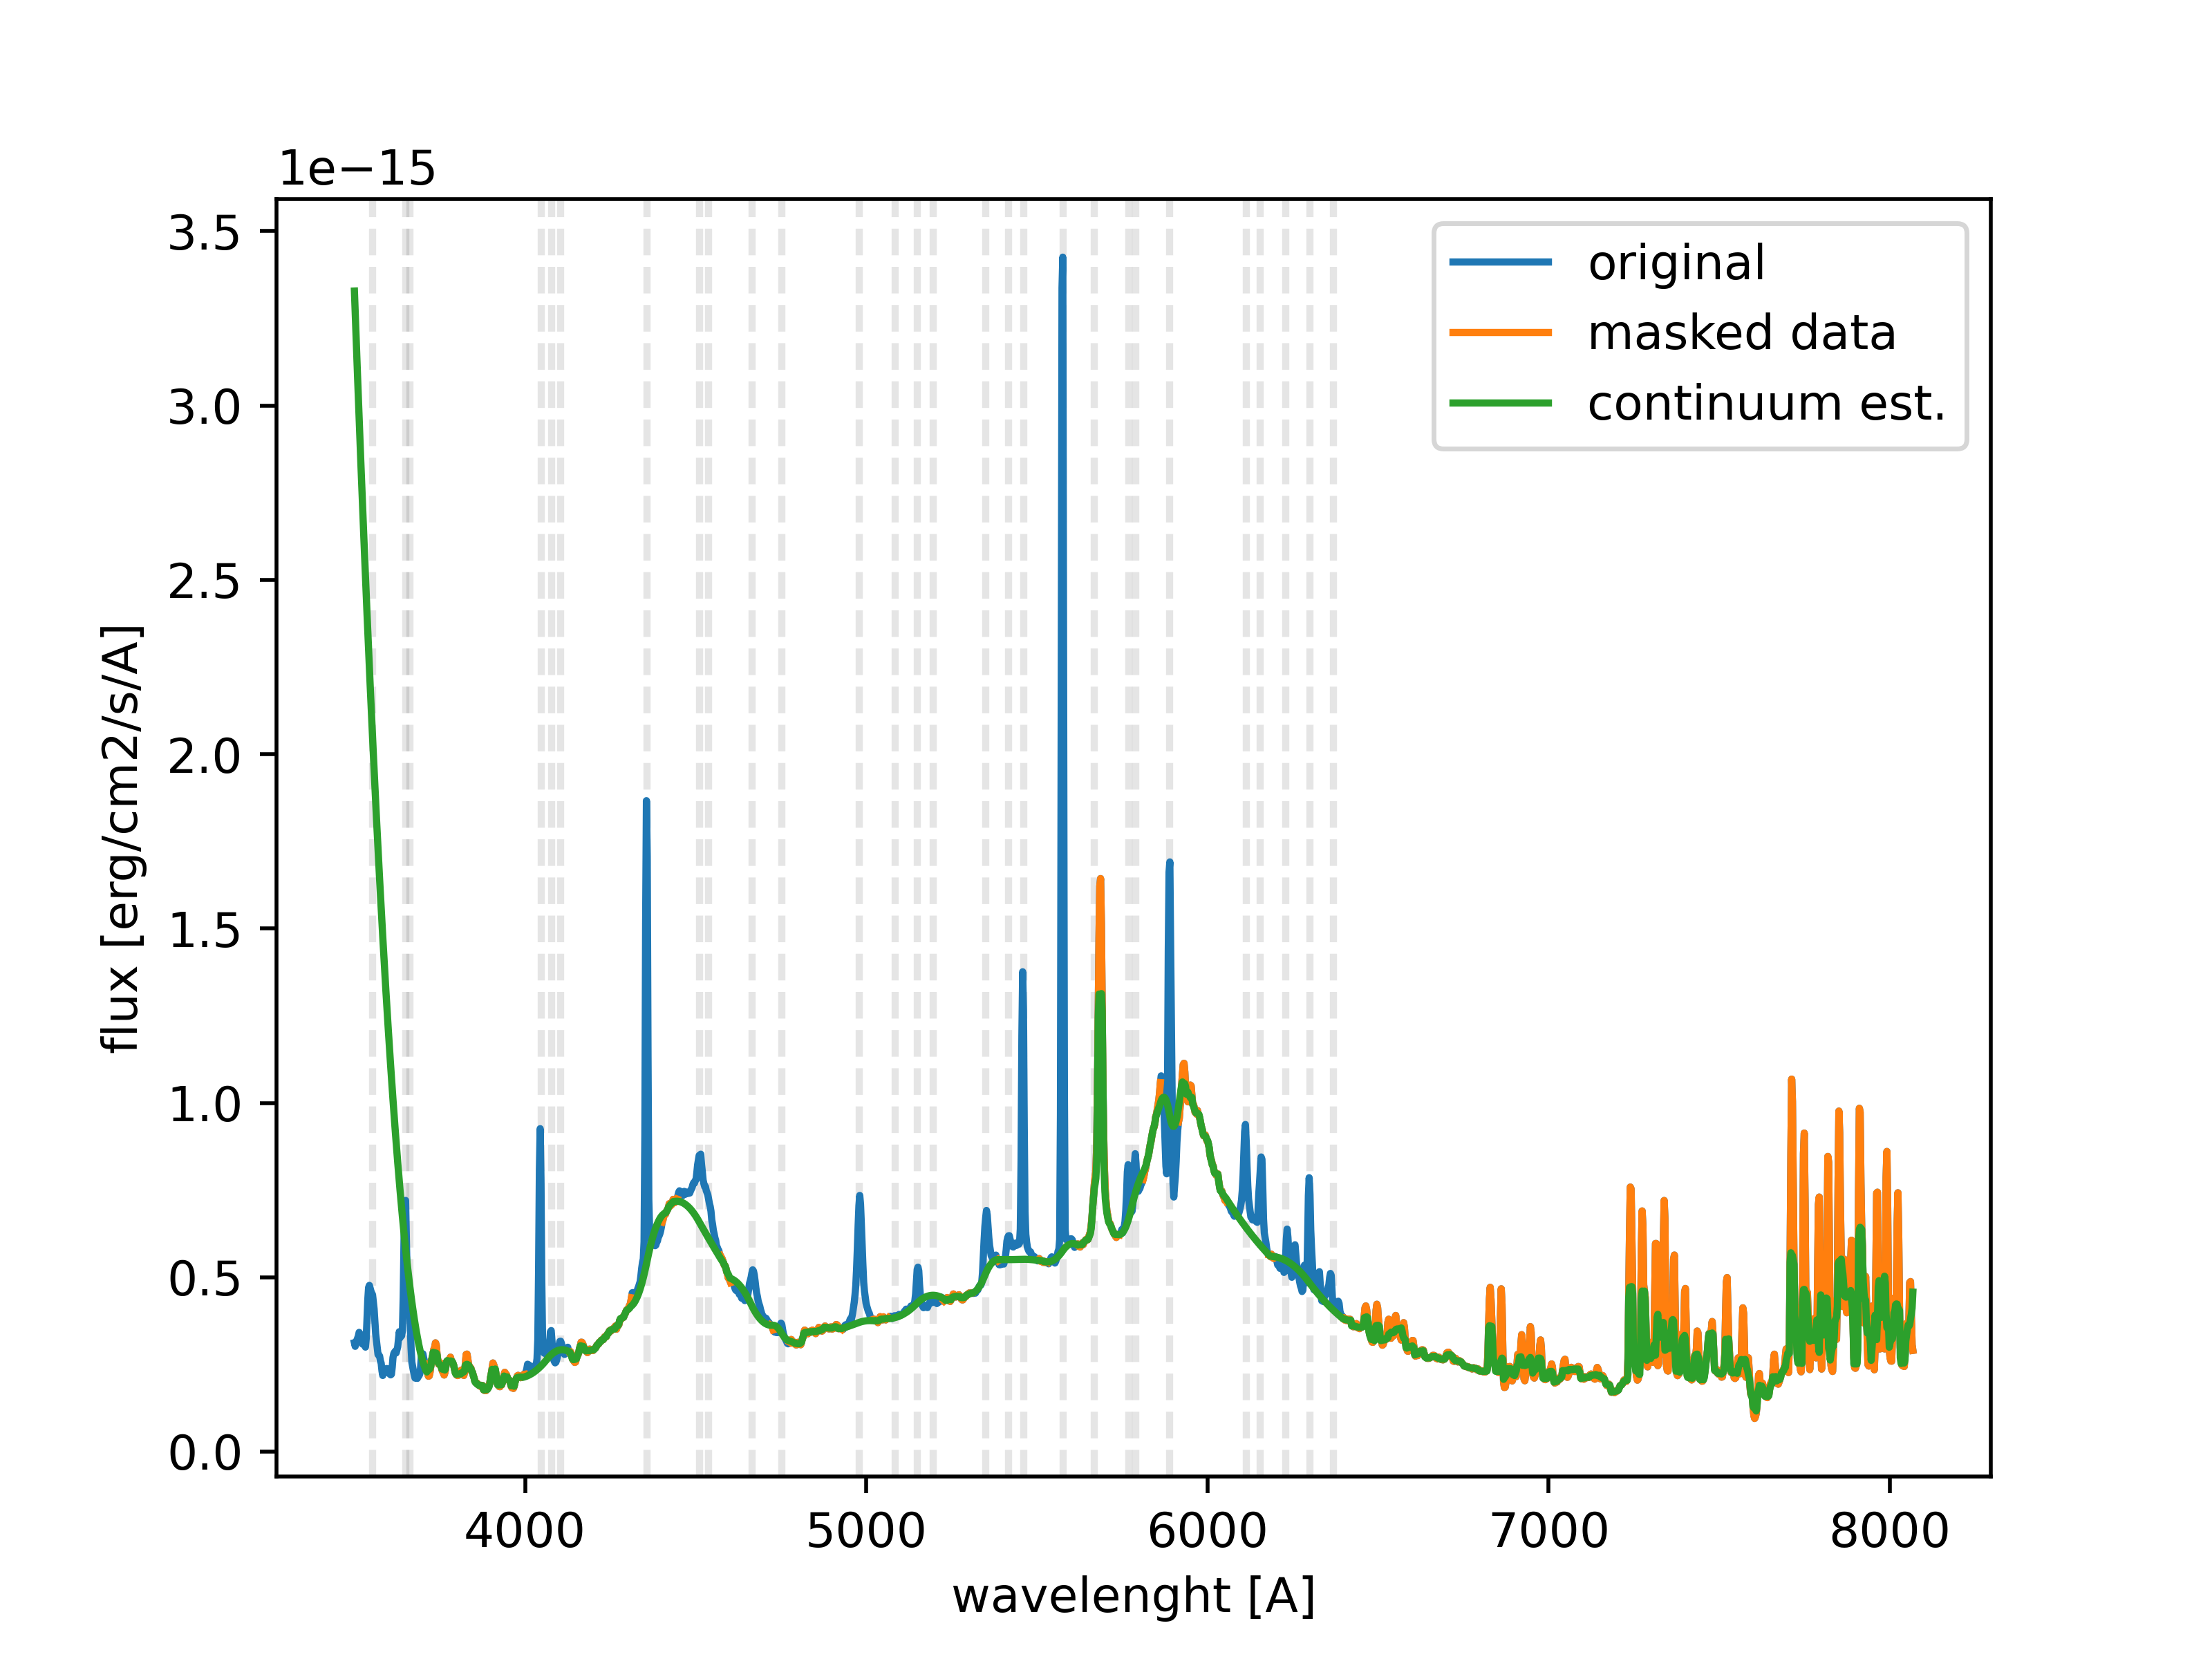 1e−15
3.5
3.0
2.5
2.0
1.5
1.0
0.5
0.0
flux [erg/cm2/s/A]
original
masked data
continuum est.
4000 5000 6000 7000 8000
wavelenght [A]